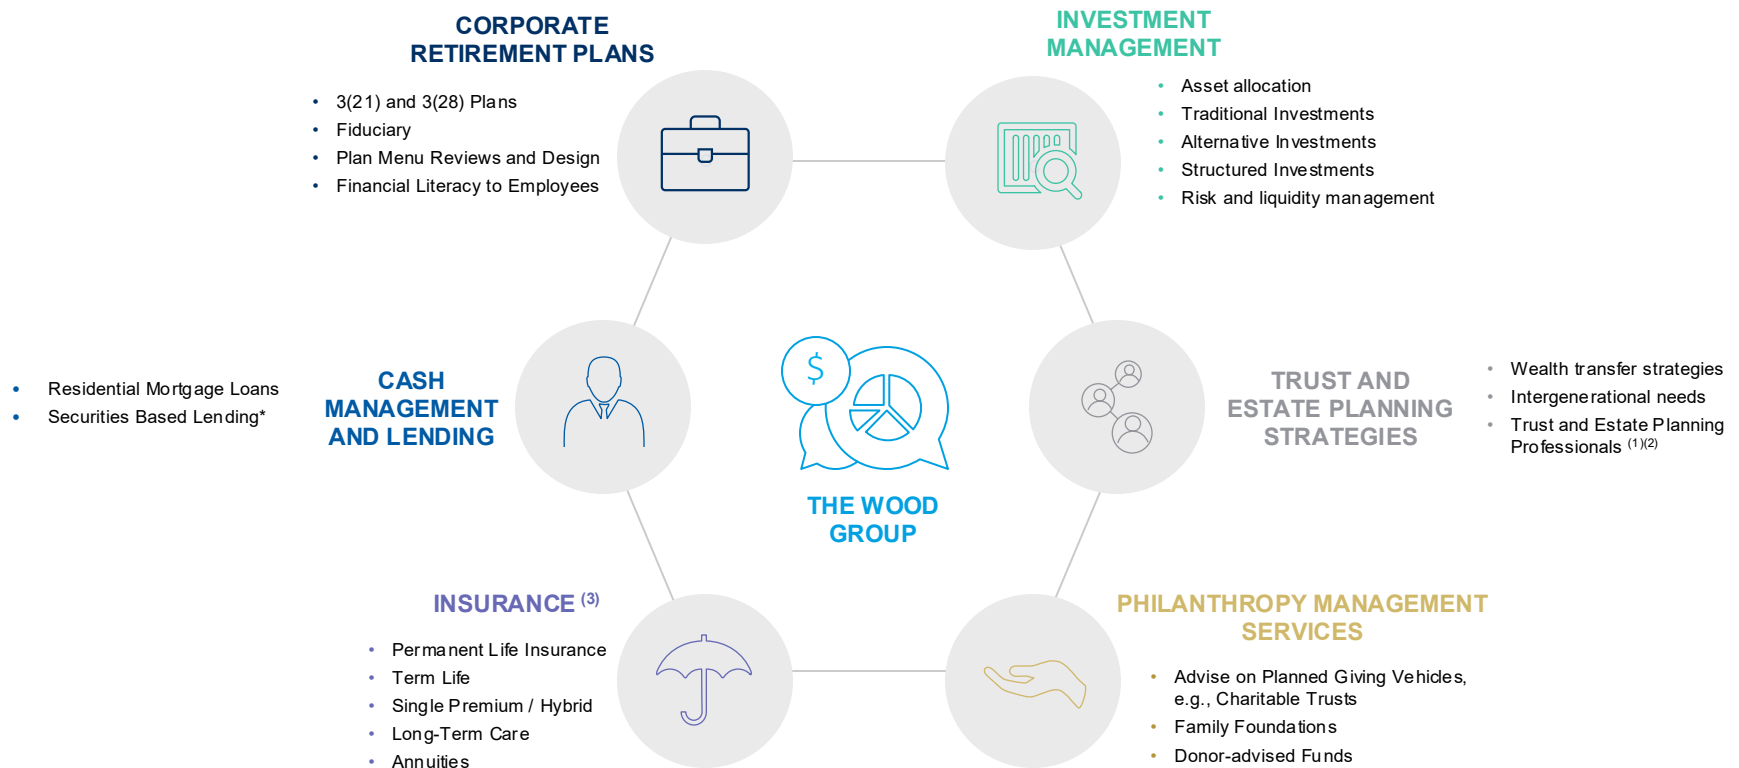 CORPORATE
RETIREMENT PLANS
• 3(21) and 3(28) Plans
• Fiduciary
• Plan Menu Reviews and Design
• Financial Literacy to Employees
INVESTMENT
MANAGEMENT
• Asset allocation
• Traditional Investments
• Alternative Investments
• Structured Investments
• Risk and liquidity management
• Residential Mortgage Loans
• Securities Based Lending*
CASH
MANAGEMENT
AND LENDING
$
THE WOOD
GROUP
TRUST AND
ESTATE PLANNING
STRATEGIES
• Wealth transfer strategies
• Intergenerational needs
• Trust and Estate Planning
Professionals (1)(2)
INSURANCE (3)
• Permanent Life Insurance
• Term Life
• Single Premium / Hybrid
• Long-Term Care
• Annuities
PHILANTHROPY MANAGEMENT
SERVICES
• Advise on Planned Giving Vehicles,
e.g., Charitable Trusts
• Family Foundations
• Donor-advised Funds